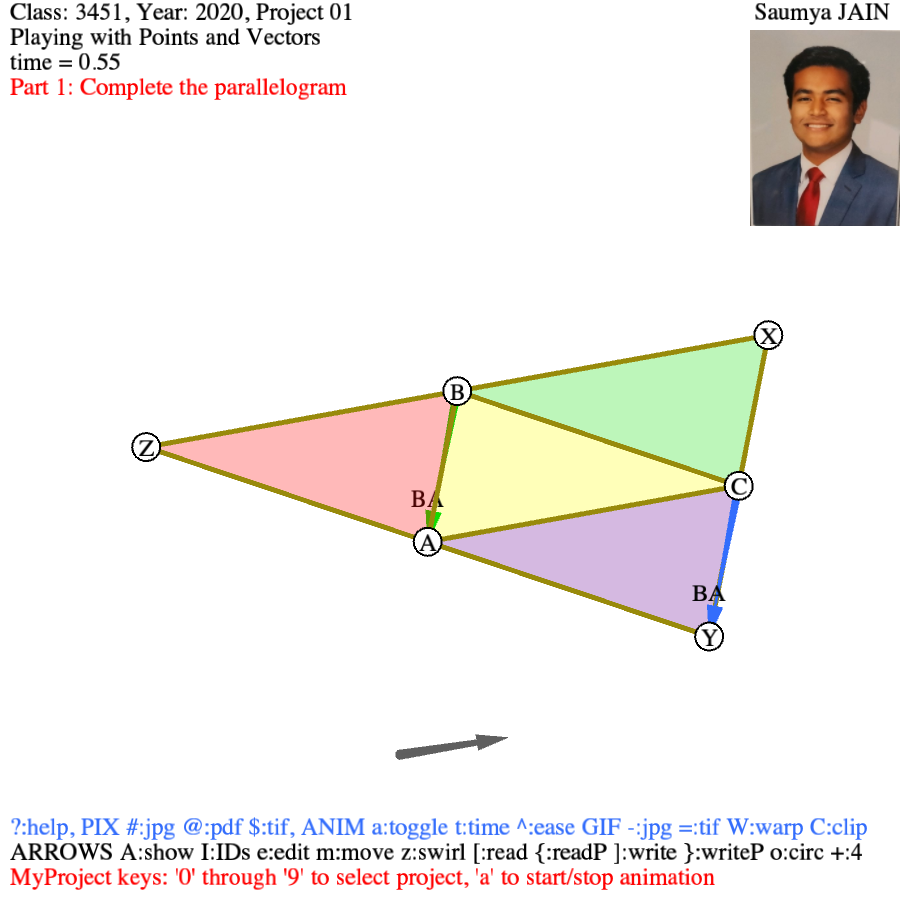 Class: 3451, Year: 2020, Project 01
Saumya JAIN
Playing with Points and Vectors
time = 0.55
Part 1: Complete the parallelogram
X
B
Z
C
BA
A
BA
Y
?:help, PIX #:jpg @:pdf $:tif, ANIM a:toggle t:time ^:ease GIF -:jpg =:tif W:warp C:clip
ARROWS A:show I:IDs e:edit m:move z:swirl [:read {:readP ]:write }:writeP o:circ +:4
MyProject keys: '0' through '9' to select project, 'a' to start/stop animation